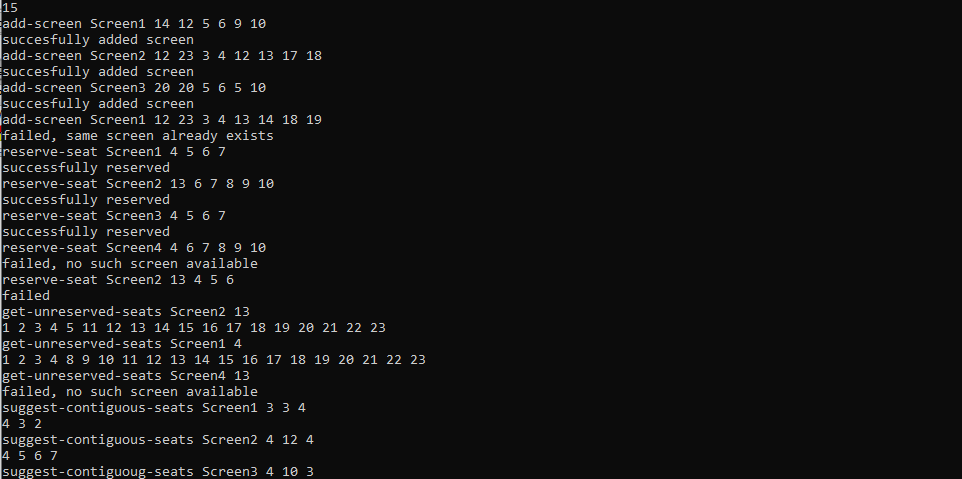 15
add-screen Screen1 14 12 5 6 9 10
succesfully added screen
add-screen Screen2 12 23 3 4 12 13 17 18
succesfully added screen
add-screen Screen3 20 20 5 6 5 10
succesfully added screen
add-screen Screen1 12 23 3 4 13 14 18 19
failed, same screen already exists
reserve-seat Screen1 4 5 6 7
successfully reserved
reserve-seat Screen2 13 6 7 8 9 10
successfully reserved
reserve-seat Screen3 4 5 6 7
successfully reserved
reserve-seat Screen4 4 6 7 8 9 10
failed, no such screen available
reserve-seat Screen2 13 4 5 6
failed
get-unreserved-seats Screen2 13
1 2 3 4 5 11 12 13 14 15 16 17 18 19 20 21 22 23
get-unreserved-seats Screen1 4
1 2 3 4 8 9 10 11 12 13 14 15 16 17 18 19 20 21 22 23
get-unreserved-seats Screen4 13
failed, no such screen available
suggest-contiguous-seats Screen1 3 3 4
4 3 2
suggest-contiguous-seats Screen2 4 12 4
4 5 6 7
suggest-contiguoug-seats Screen3 4 10 3